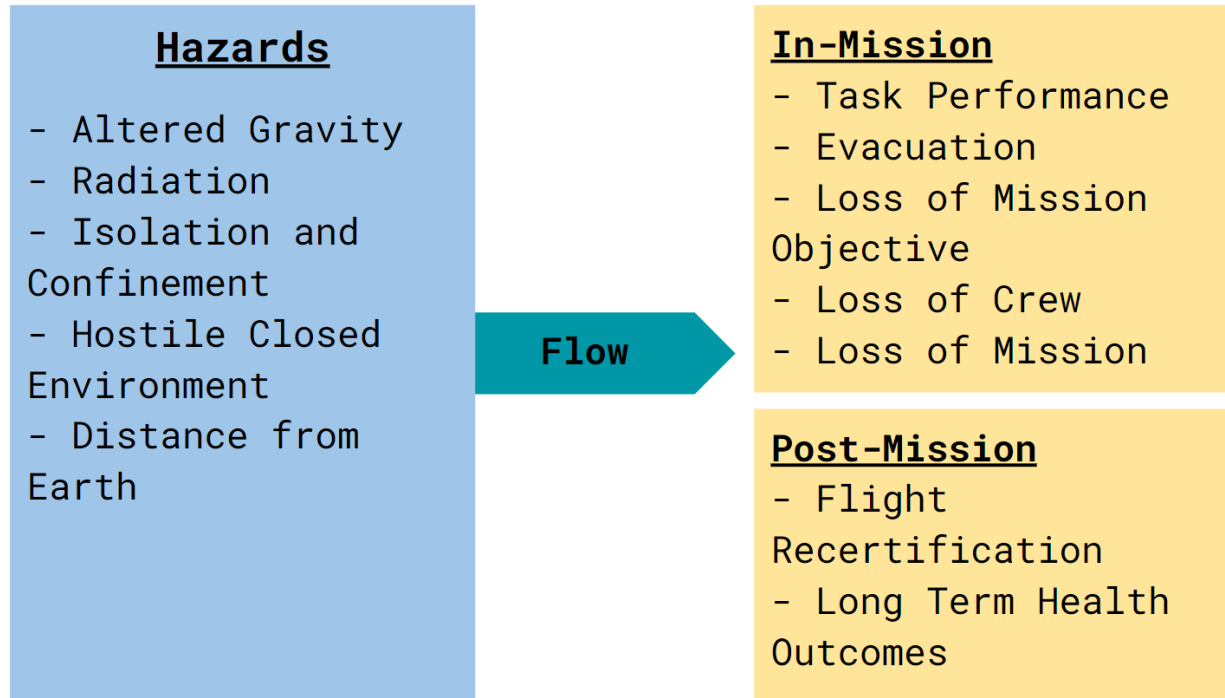 Hazards
- Altered Gravity
- Radiation
- Isolation and
Confinement
- Hostile Closed
Environment
- Distance from
Earth
Flow
In-Mission
- Task Performance
- Evacuation
- Loss of Mission
Objective
- Loss of Crew
- Loss of Mission
Post-Mission
- Flight
Recertification
- Long Term Health
Outcomes